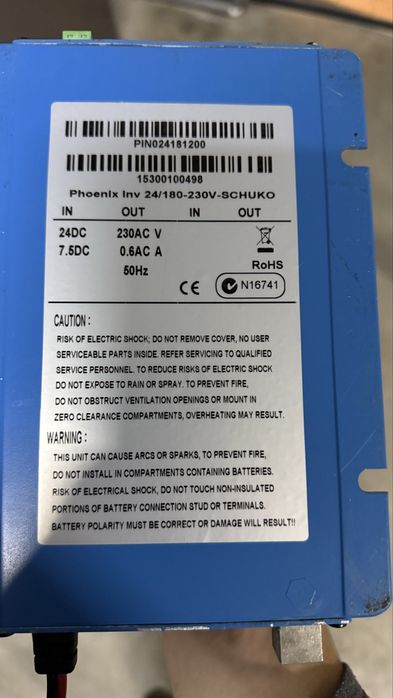 PIN024181200
15300100498
Phoenix Inv 24/180-230V-SCHUKO
IN OUT IN OUT
24DC 230AC V
7.5DC 0.6AC A
50Hz
RoHS
CE N16741
CAUTION :
RISK OF ELECTRIC SHOCK; DO NOT REMOVE COVER, NO USER
SERVICEABLE PARTS INSIDE. REFER SERVICING TO QUALIFIED
SERVICE PERSONNEL. TO REDUCE RISKS OF ELECTRIC SHOCK
DO NOT EXPOSE TO RAIN OR SPRAY. TO PREVENT FIRE,
DO NOT OBSTRUCT VENTILATION OPENINGS OR MOUNT IN
ZERO CLEARANCE COMPARTMENTS, OVERHEATING MAY RESULT.
WARNING :
THIS UNIT CAN CAUSE ARCS OR SPARKS, TO PREVENT FIRE,
DO NOT INSTALL IN COMPARTMENTS CONTAINING BATTERIES.
RISK OF ELECTRICAL SHOCK, DO NOT TOUCH NON-INSULATED
PORTIONS OF BATTERY CONNECTION STUD OR TERMINALS.
BATTERY POLARITY MUST BE CORRECT OR DAMAGE WILL RESULT!!